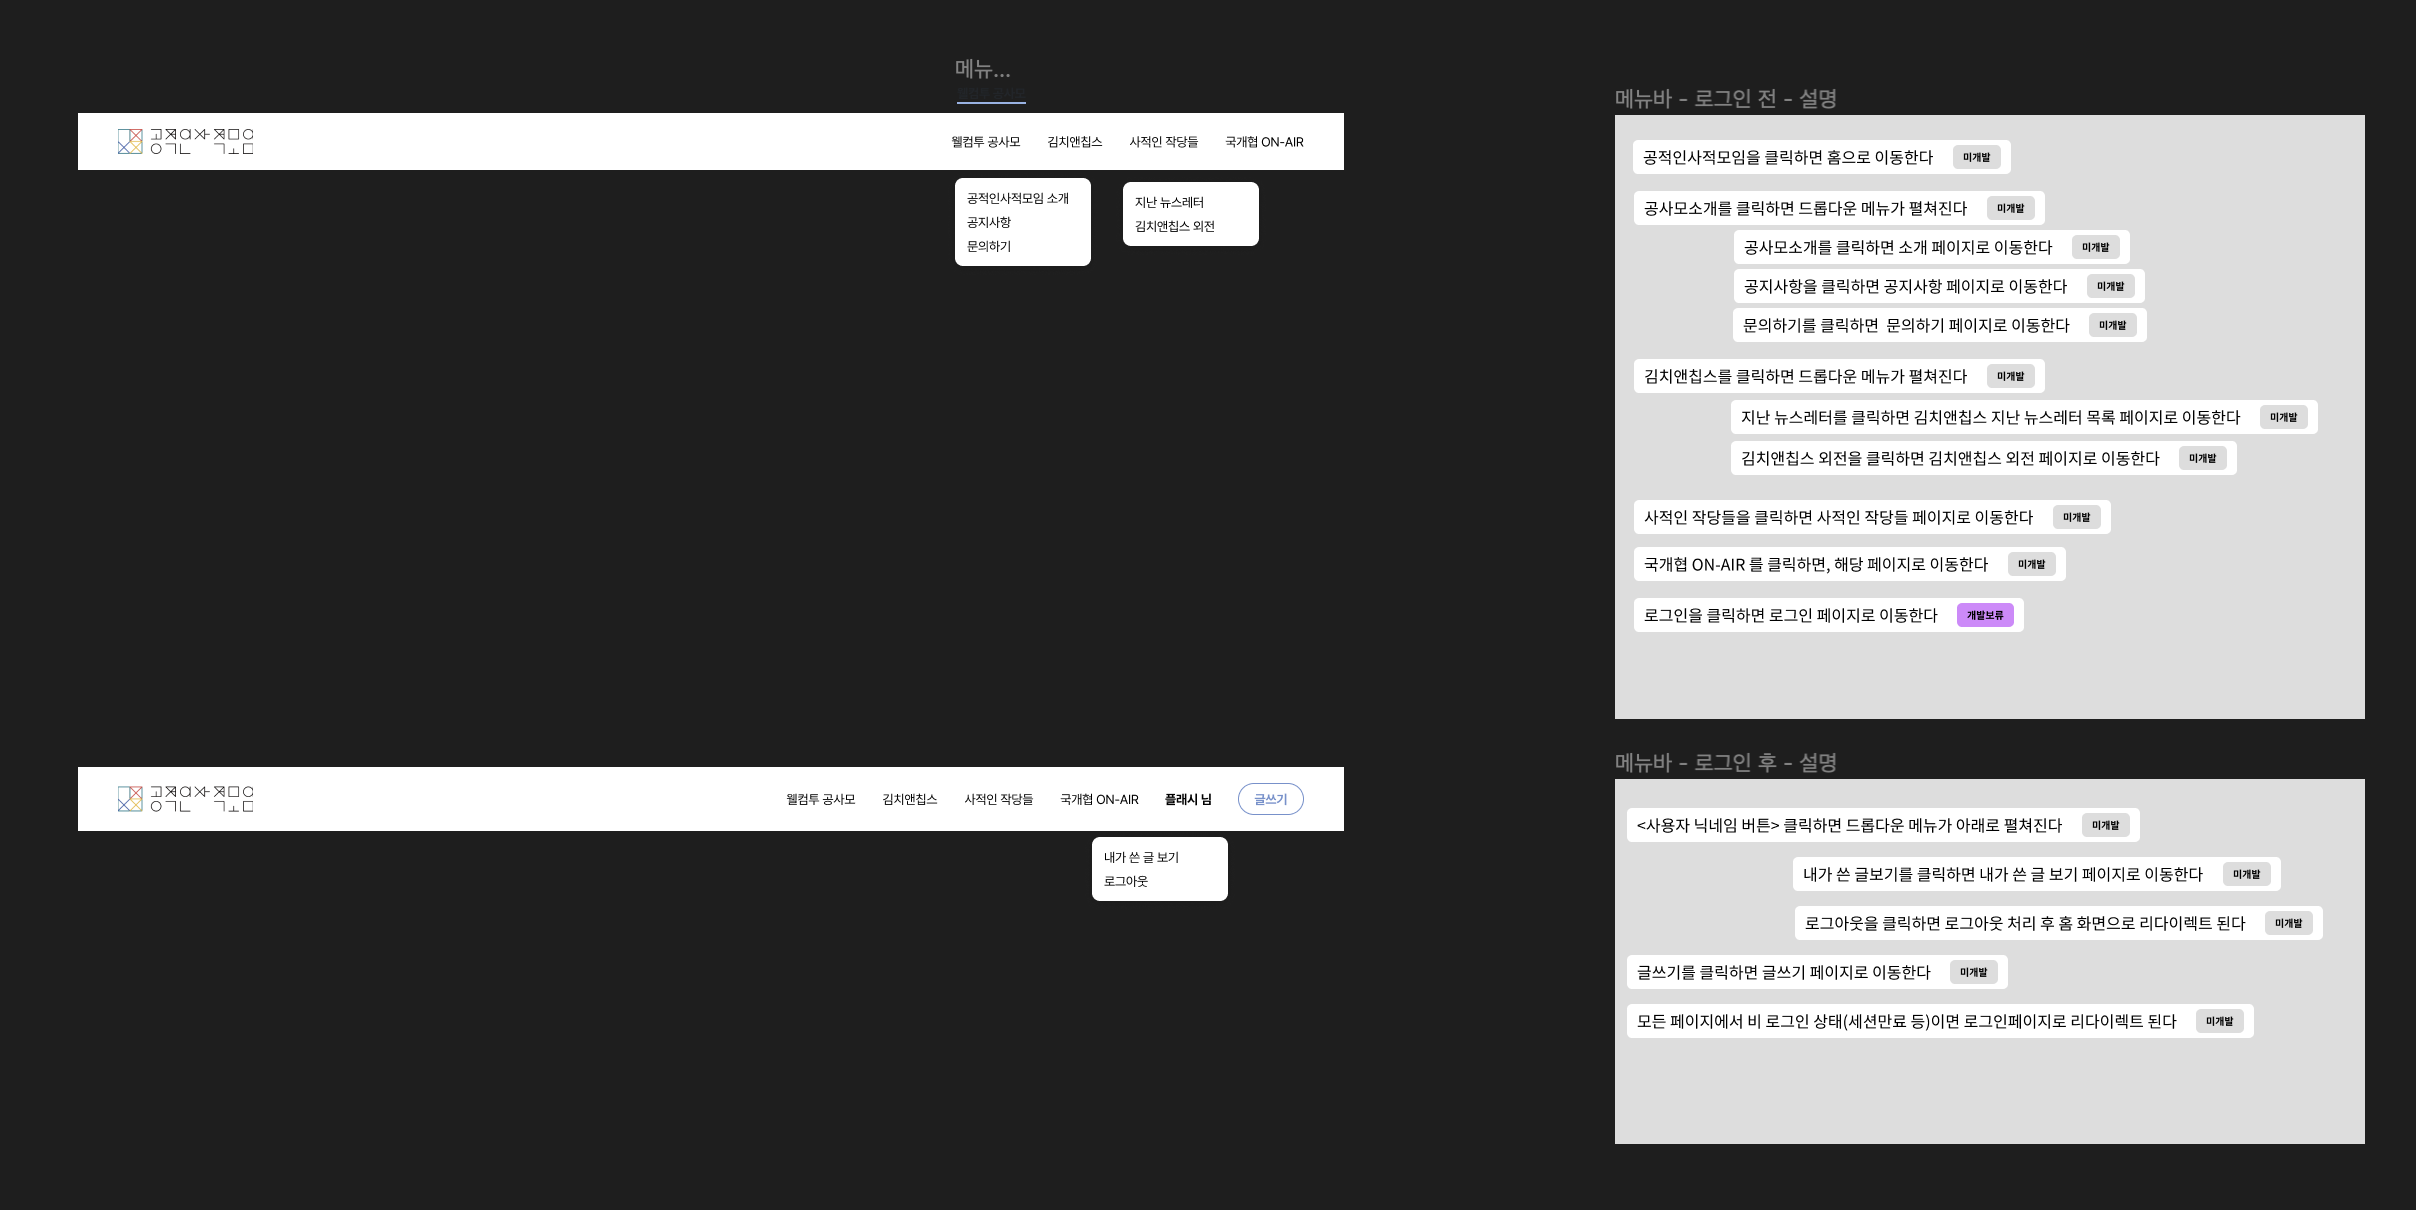 메뉴...
웰컴투 공사모
공적인사적모임
웰컴투 공사모
김치앤칩스
사적인 작당들
국개협 ON-AIR
공적인사적모임 소개
공지사항
문의하기
지난 뉴스레터
김치앤칩스 외전
공적인사적모임
웰컴투 공사모
김치앤칩스
사적인 작당들
국개협 ON-AIR
플래시 님
글쓰기
내가 쓴 글 보기
로그아웃
메뉴바 - 로그인 전 - 설명
공적인사적모임을 클릭하면 홈으로 이동한다 미개발
공사모소개를 클릭하면 드롭다운 메뉴가 펼쳐진다 미개발
공사모소개를 클릭하면 소개 페이지로 이동한다 미개발
공지사항을 클릭하면 공지사항 페이지로 이동한다 미개발
문의하기를 클릭하면 문의하기 페이지로 이동한다 미개발
김치앤칩스를 클릭하면 드롭다운 메뉴가 펼쳐진다 미개발
지난 뉴스레터를 클릭하면 김치앤칩스 지난 뉴스레터 목록 페이지로 이동한다 미개발
김치앤칩스 외전을 클릭하면 김치앤칩스 외전 페이지로 이동한다 미개발
사적인 작당들을 클릭하면 사적인 작당들 페이지로 이동한다 미개발
국개협 ON-AIR 를 클릭하면, 해당 페이지로 이동한다 미개발
로그인을 클릭하면 로그인 페이지로 이동한다 개발보류
메뉴바 - 로그인 후 - 설명
<사용자 닉네임 버튼> 클릭하면 드롭다운 메뉴가 아래로 펼쳐진다 미개발
내가 쓴 글보기를 클릭하면 내가 쓴 글 보기 페이지로 이동한다 미개발
로그아웃을 클릭하면 로그아웃 처리 후 홈 화면으로 리다이렉트 된다 미개발
글쓰기를 클릭하면 글쓰기 페이지로 이동한다 미개발
모든 페이지에서 비 로그인 상태(세션만료 등)이면 로그인페이지로 리다이렉트 된다 미개발